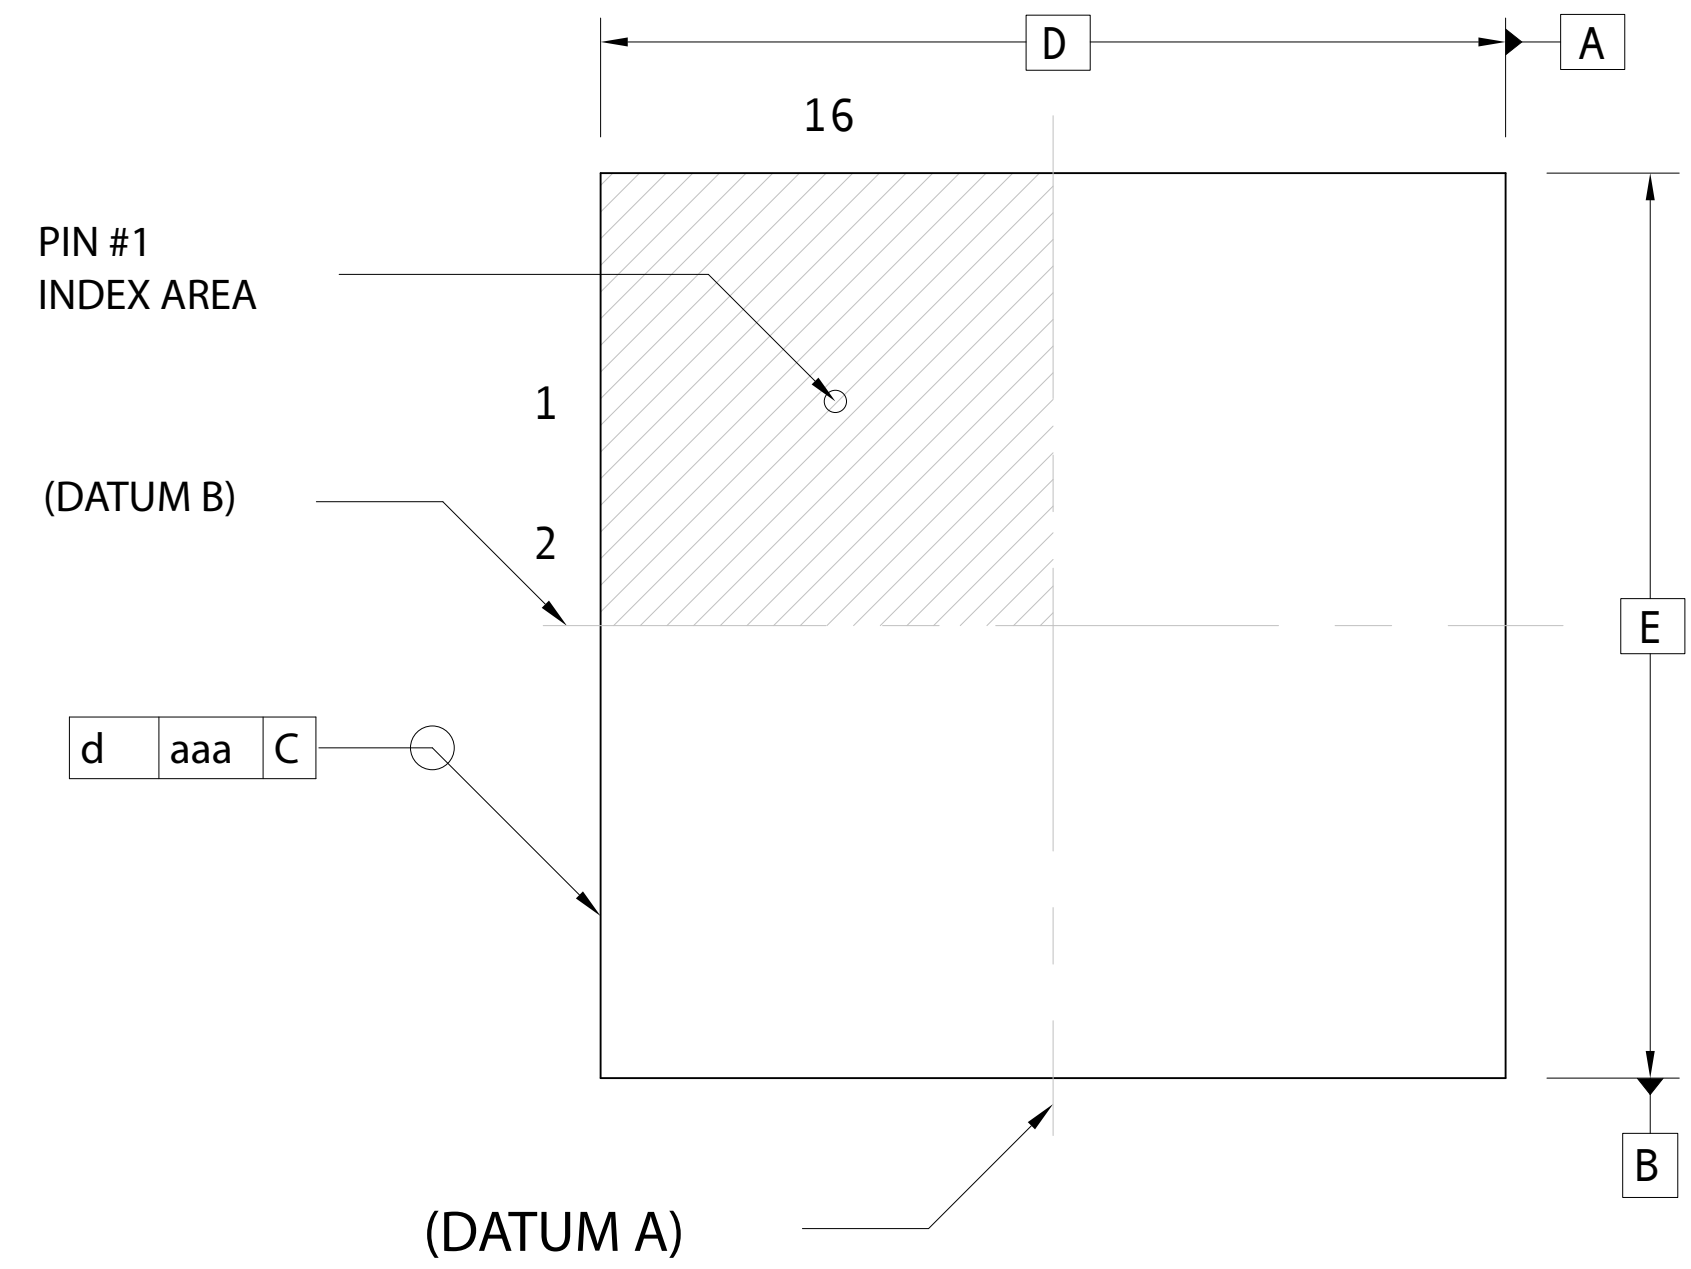 D
A
16
PIN #1
INDEX AREA
1
(DATUM B)
2
E
d aaa C
B
(DATUM A)